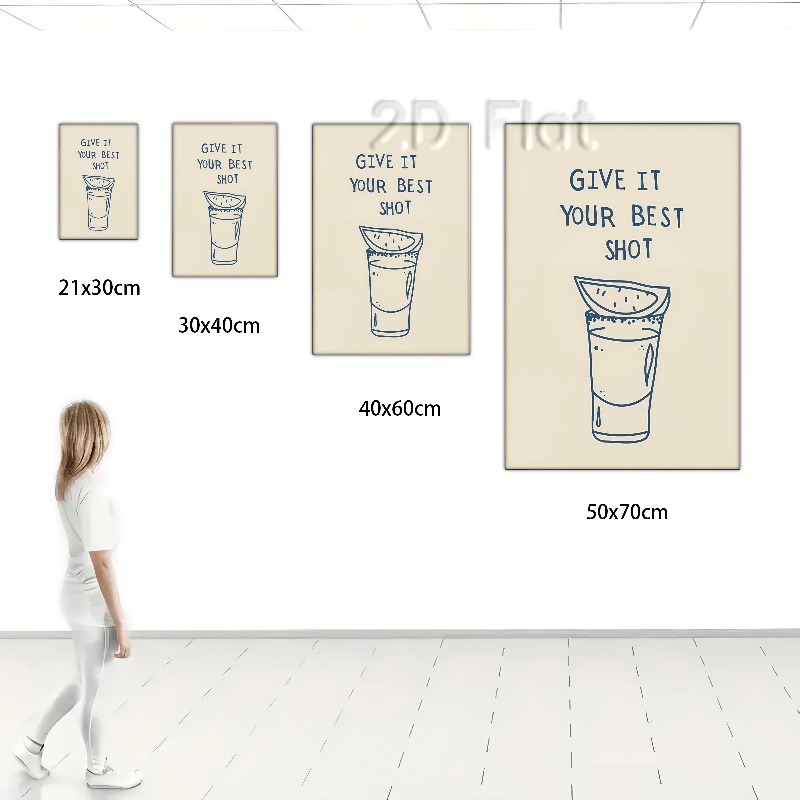 2D Flat
GIVE IT
YOUR BEST
SHOT
21x30cm
GIVE IT
YOUR BEST
SHOT
30x40cm
GIVE IT
YOUR BEST
SHOT
40x60cm
GIVE IT
YOUR BEST
SHOT
50x70cm